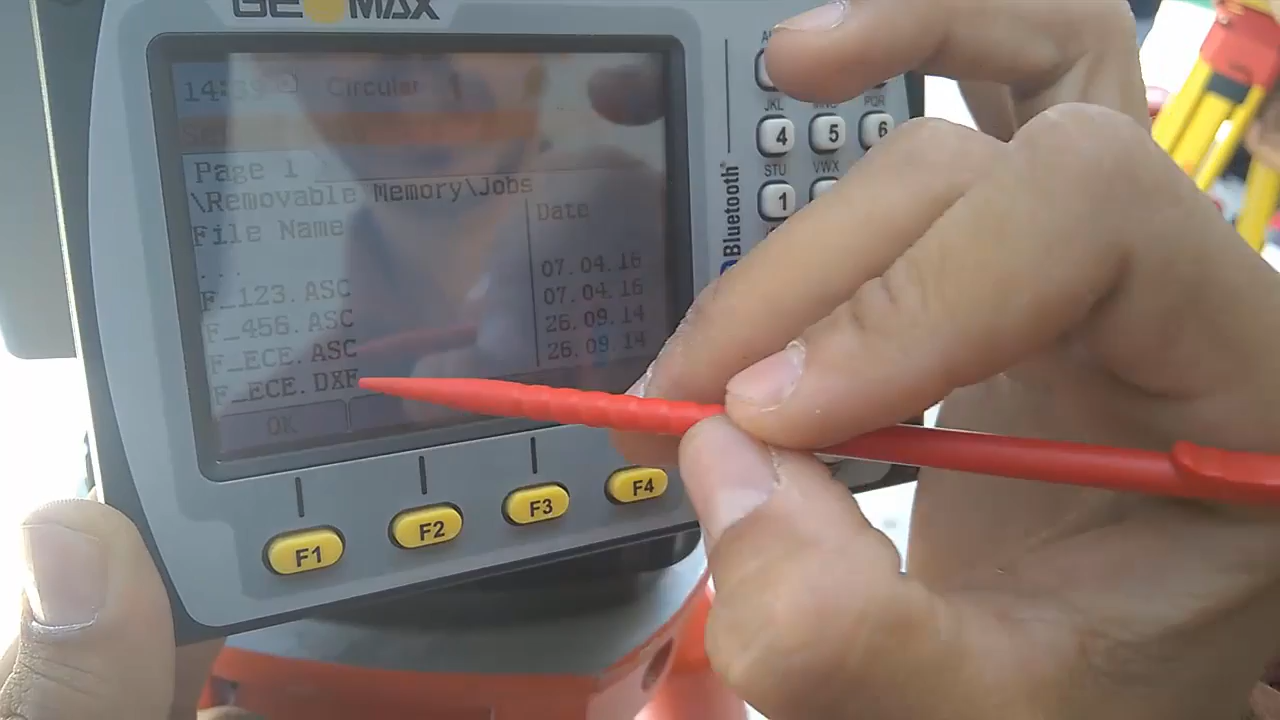 GEOMAX
Circular
Page 1
\Removable Memory\Jobs
File Name Date
...
F_123.ASC 07.04.16
F_456.ASC 07.04.16
F_ECE.ASC 26.09.14
F_ECE.DXF 26.09.14
OK
F1 F2 F3 F4
Bluetooth®
JKL PQR
4 5 6
STU VWX
1